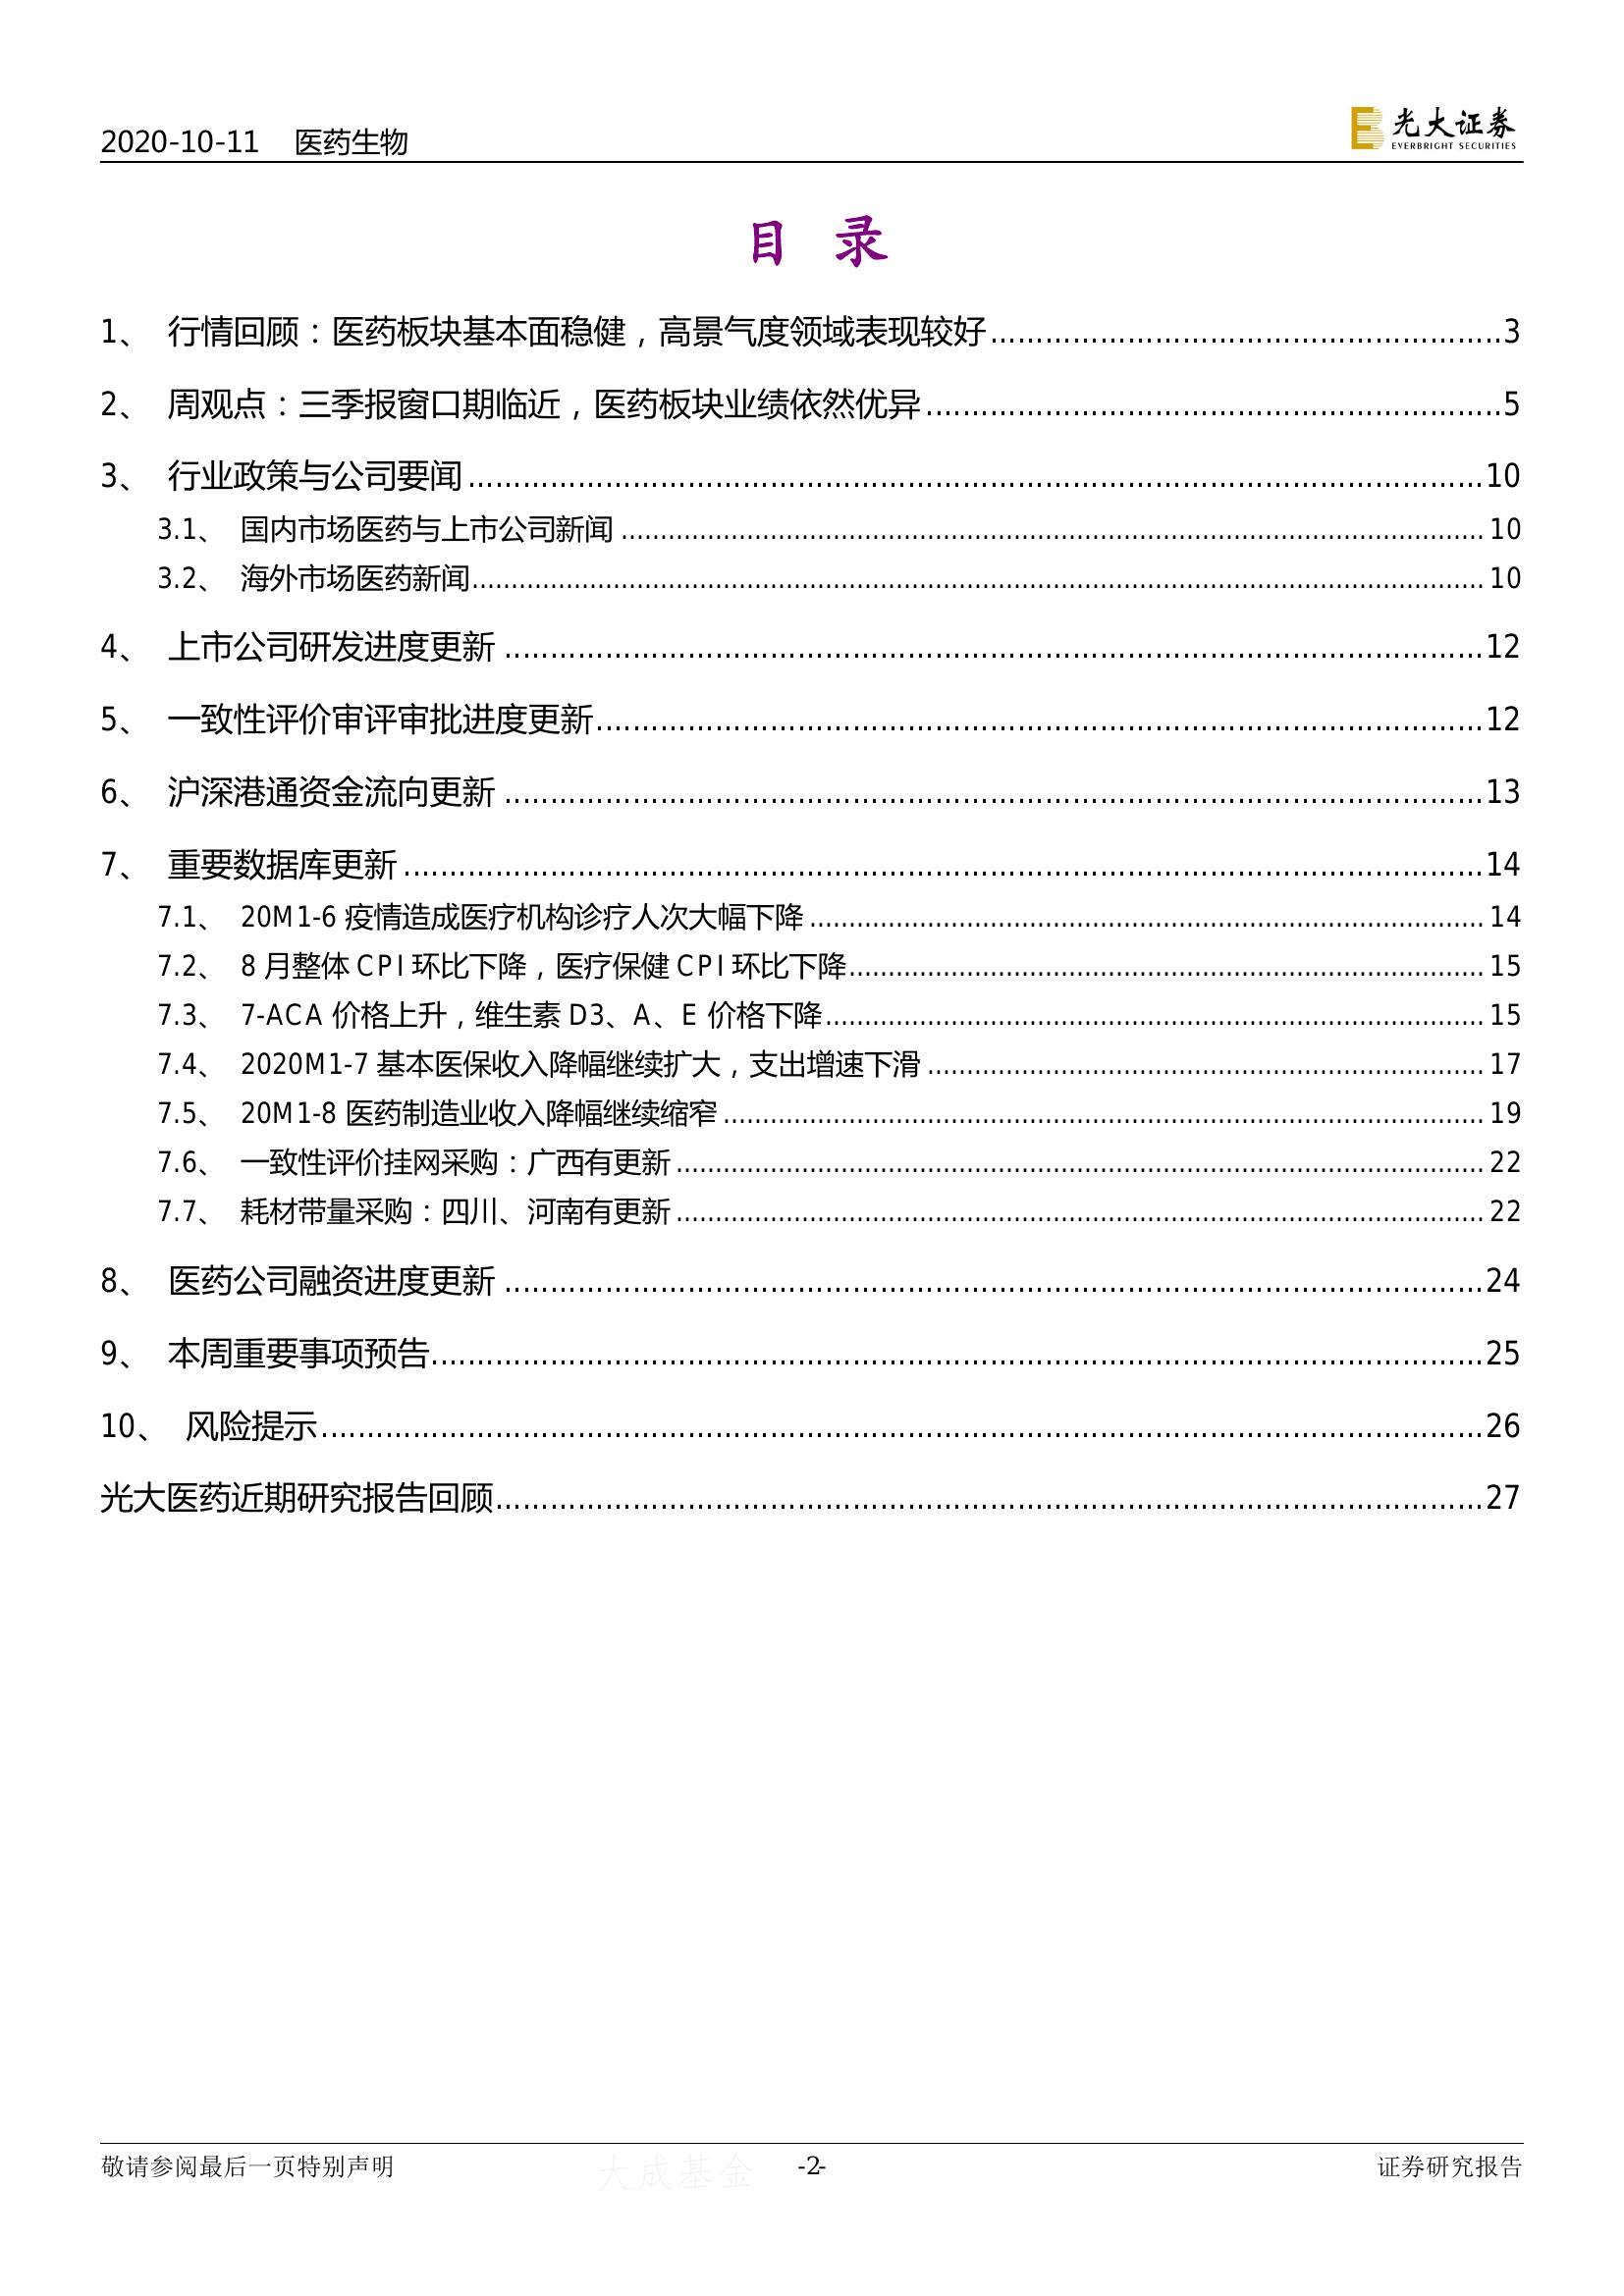 2020-10-11 医药生物
光大证券
EVERBRIGHT SECURITIES
目 录
1、 行情回顾：医药板块基本面稳健，高景气度领域表现较好........................................................3
2、 周观点：三季报窗口期临近，医药板块业绩依然优异...............................................................5
3、 行业政策与公司要闻................................................................................................................10
3.1、 国内市场医药与上市公司新闻................................................................................................................10
3.2、 海外市场医药新闻................................................................................................................10
4、 上市公司研发进度更新................................................................................................................12
5、 一致性评价审评审批进度更新................................................................................................................12
6、 沪深港通资金流向更新................................................................................................................13
7、 重要数据库更新................................................................................................................14
7.1、 20M1-6 疫情造成医疗机构诊疗人次大幅下降................................................................................................14
7.2、 8 月整体 CPI 环比下降，医疗保健 CPI 环比下降................................................................................................15
7.3、 7-ACA 价格上升，维生素 D3、A、E 价格下降................................................................................................15
7.4、 2020M1-7 基本医保收入降幅继续扩大，支出增速下滑................................................................................17
7.5、 20M1-8 医药制造业收入降幅继续缩窄................................................................................................19
7.6、 一致性评价挂网采购：广西有更新................................................................................................22
7.7、 耗材带量采购：四川、河南有更新................................................................................................22
8、 医药公司融资进度更新................................................................................................................24
9、 本周重要事项预告................................................................................................................25
10、 风险提示................................................................................................................26
光大医药近期研究报告回顾................................................................................................................27
敬请参阅最后一页特别声明 大成基金 -2- 证券研究报告